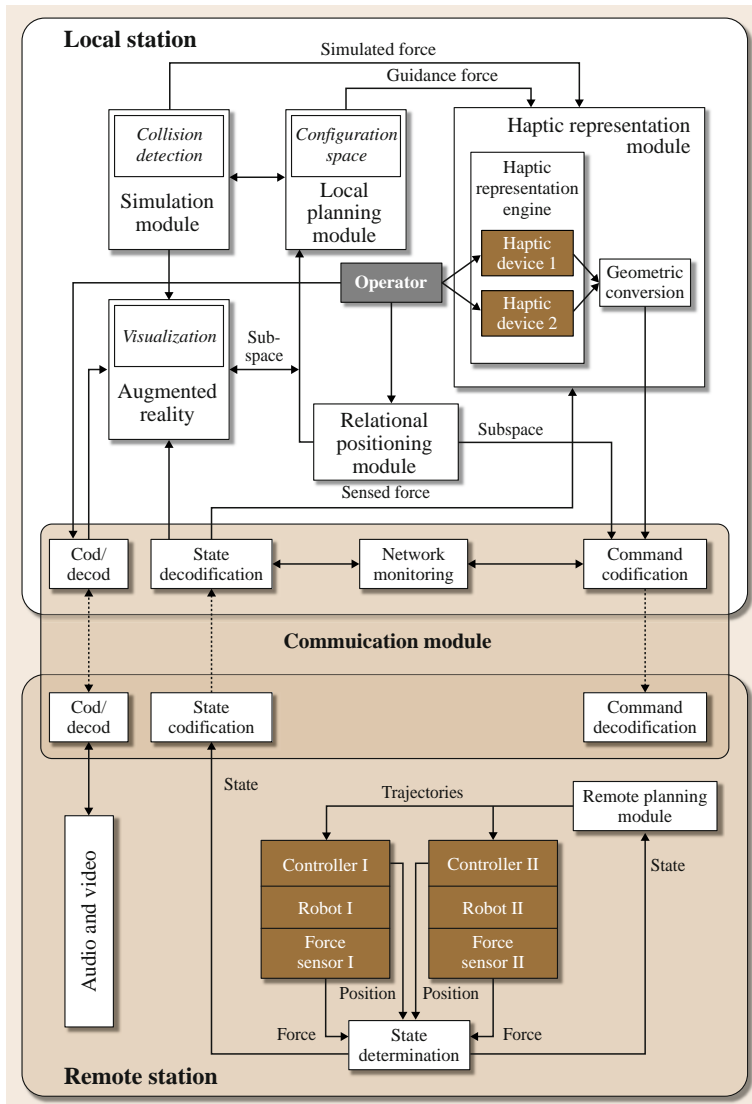 Local station
Simulated force
Guidance force
Collision
detection
Simulation
module
Configuration
space
Local
planning
module
Haptic representation
module
Haptic
representation
engine
Haptic
device 1
Haptic
device 2
Geometric
conversion
Operator
Visualization
Augmented
reality
Sub-
space
Relational
positioning
module
Subspace
Sensed force
Cod/
decod
State
decodification
Network
monitoring
Command
codification
Commuication module
Cod/
decod
State
codification
Command
decodification
State
Trajectories
Remote planning
module
Audio and video
Controller I
Robot I
Force
sensor I
Controller II
Robot II
Force
sensor II
State
Position
Position
Force
State
determination
Force
Remote station